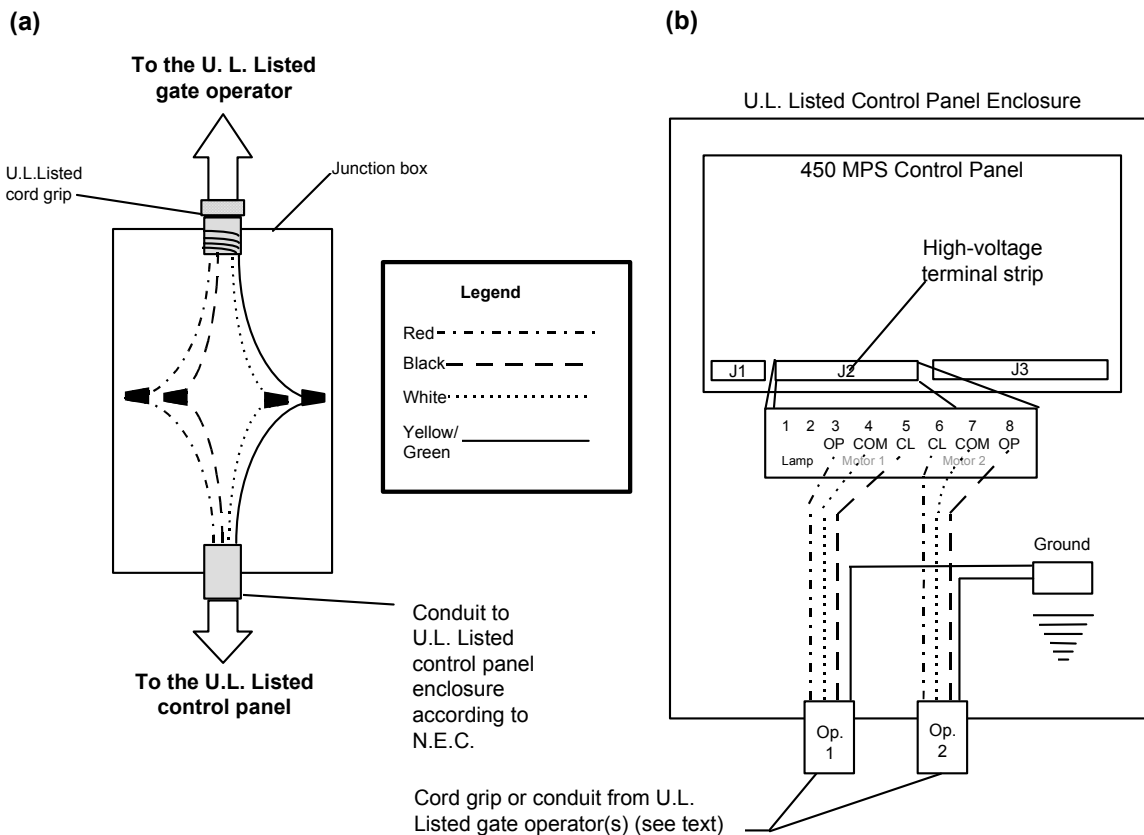 (a)
To the U. L. Listed
gate operator
U.L.Listed
cord grip
Junction box
Legend
Red
Black
White
Yellow/
Green
Conduit to
U.L. Listed
control panel
enclosure
according to
N.E.C.
To the U.L. Listed
control panel
(b)
U.L. Listed Control Panel Enclosure
450 MPS Control Panel
High-voltage
terminal strip
J1 J2 J3
1 2 3 4 5 6 7 8
OP COM CL CL COM OP
Lamp Motor 1 Motor 2
Ground
Op.
1
Op.
2
Cord grip or conduit from U.L.
Listed gate operator(s) (see text)